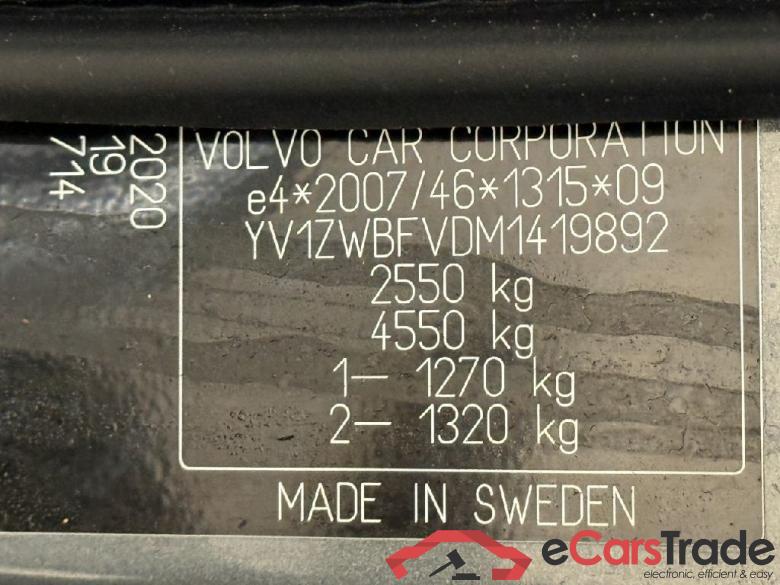 VOLVO CAR CORPORATION
e4*2007/46*1315*09
YV1ZWBFVDM1419892
2550 kg
4550 kg
1— 1270 kg
2— 1320 kg
MADE IN SWEDEN
2020
19
714
eCarsTrade
electronic, efficient & easy